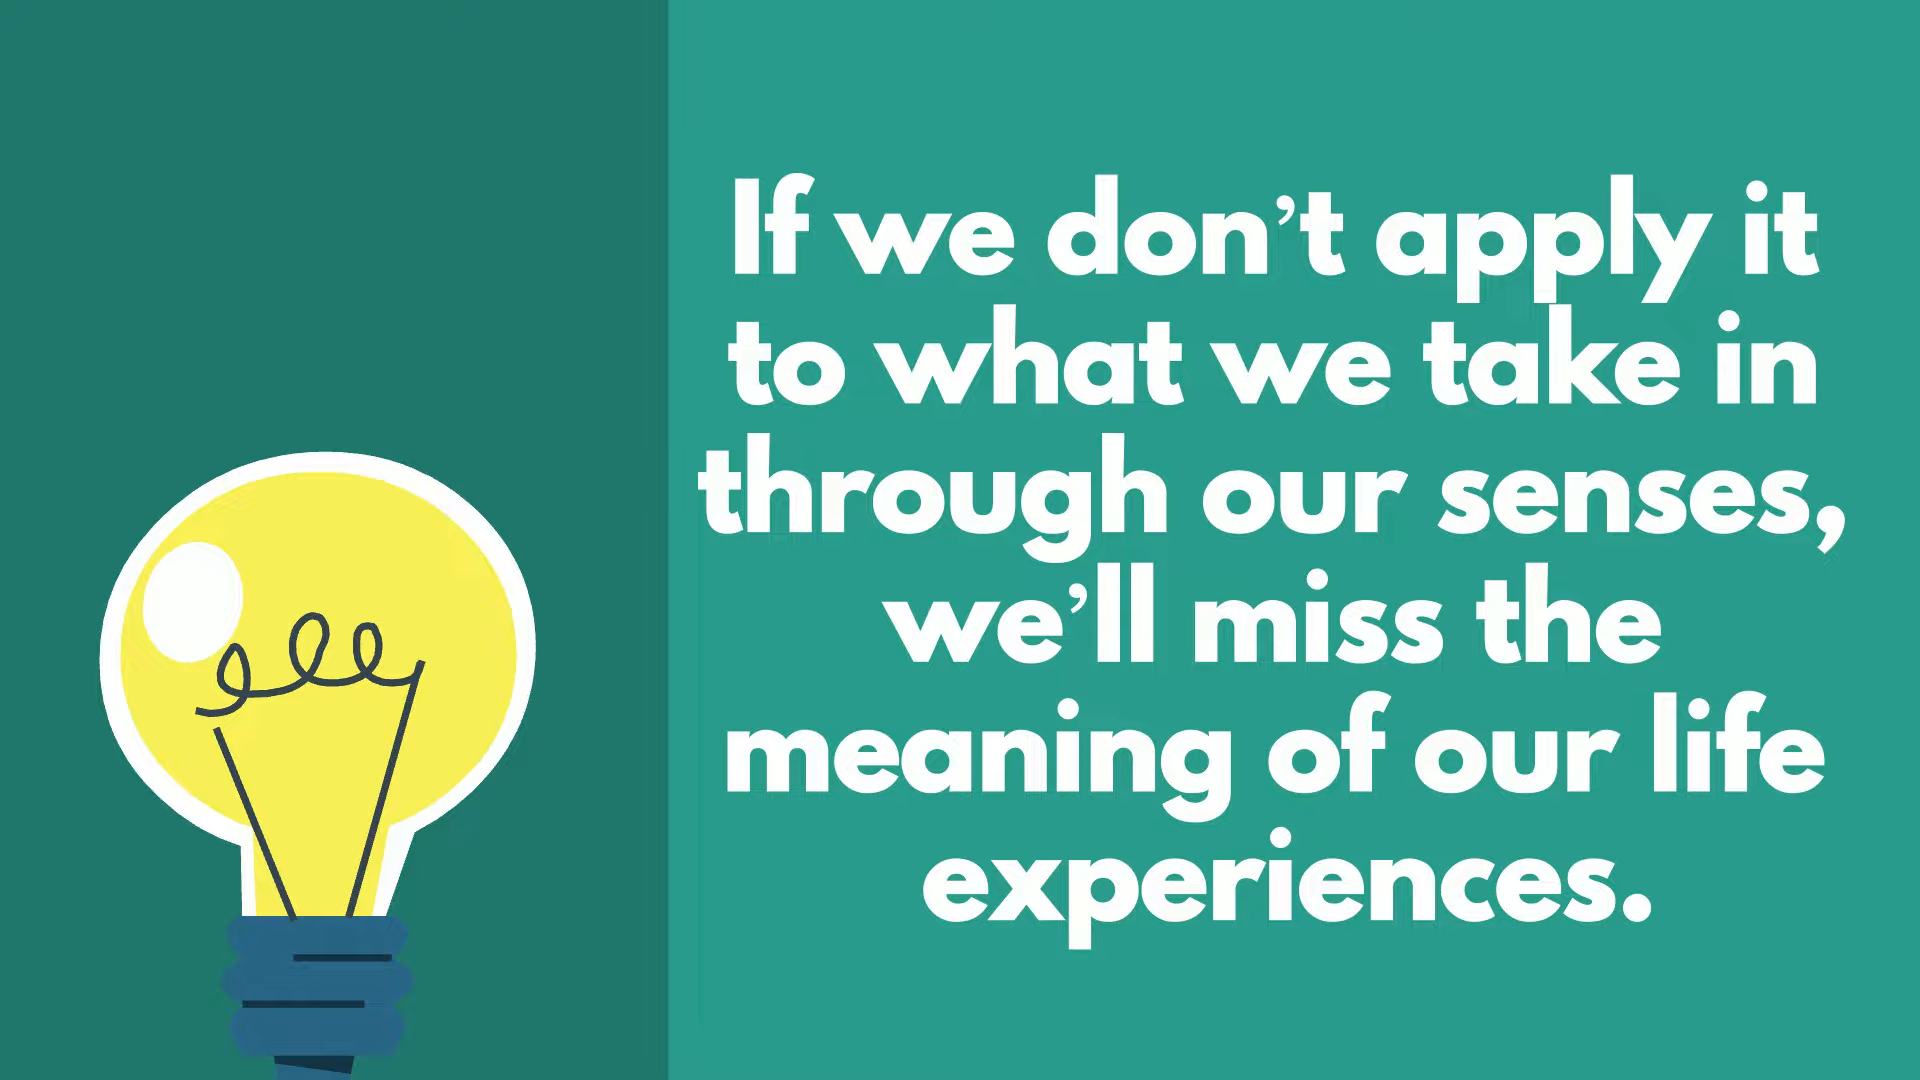 If we don’t apply it
to what we take in
through our senses,
we’ll miss the
meaning of our life
experiences.